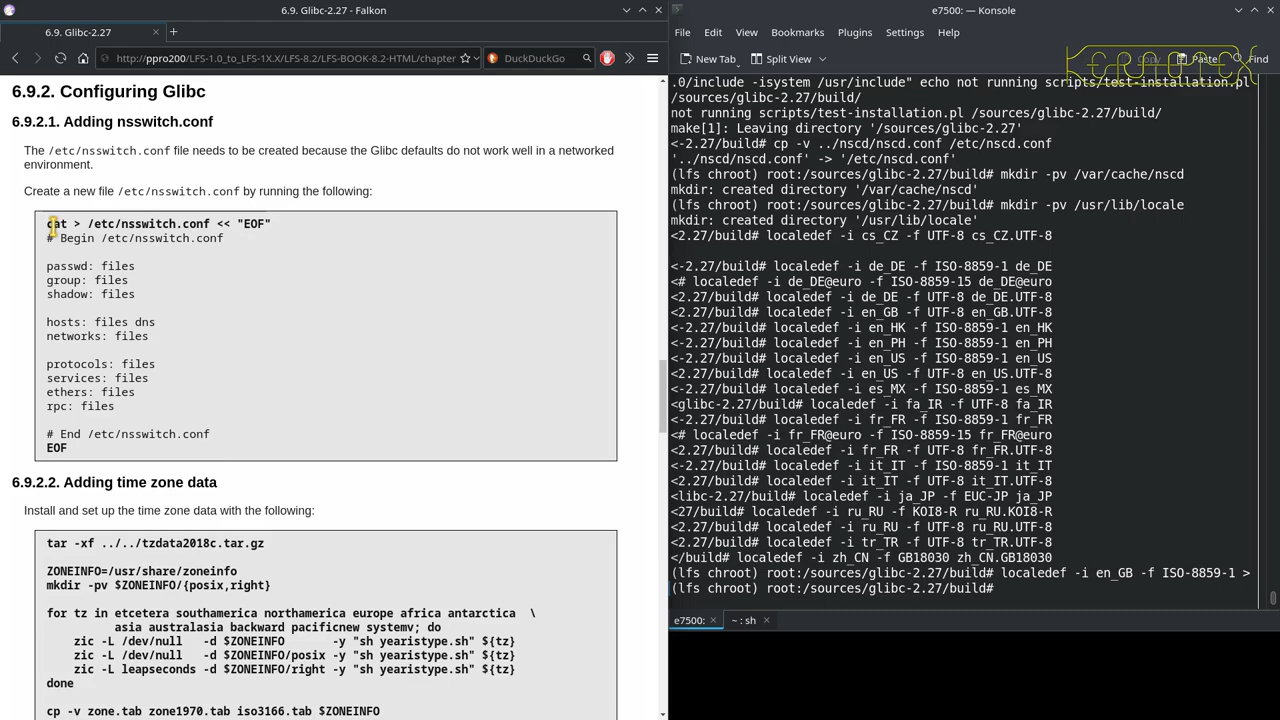 6.9. Glibc-2.27 - Falkon
6.9. Glibc-2.27
http://ppro200/LFS-1.0_to_LFS-1X.X/LFS-8.2/LFS-BOOK-8.2-HTML/chapter
DuckDuckGo
6.9.2. Configuring Glibc
6.9.2.1. Adding nsswitch.conf
The /etc/nsswitch.conf file needs to be created because the Glibc defaults do not work well in a networked
environment.
Create a new file /etc/nsswitch.conf by running the following:
cat > /etc/nsswitch.conf << "EOF"
# Begin /etc/nsswitch.conf
passwd: files
group: files
shadow: files
hosts: files dns
networks: files
protocols: files
services: files
ethers: files
rpc: files
# End /etc/nsswitch.conf
EOF
6.9.2.2. Adding time zone data
Install and set up the time zone data with the following:
tar -xf ../../tzdata2018c.tar.gz
ZONEINFO=/usr/share/zoneinfo
mkdir -pv $ZONEINFO/{posix,right}
for tz in etcetera southamerica northamerica europe africa antarctica  \
asia australasia backward pacificnew systemv; do
zic -L /dev/null   -d $ZONEINFO       -y "sh yearistype.sh" ${tz}
zic -L /dev/null   -d $ZONEINFO/posix -y "sh yearistype.sh" ${tz}
zic -L leapseconds -d $ZONEINFO/right -y "sh yearistype.sh" ${tz}
done
cp -v zone.tab zone1970.tab iso3166.tab $ZONEINFO
e7500: — Konsole
File Edit View Bookmarks Plugins Settings Help
New Tab Split View Copy Paste Find
.0/include -isystem /usr/include" echo not running scripts/test-installation.pl
/sources/glibc-2.27/build/
not running scripts/test-installation.pl /sources/glibc-2.27/build/
make[1]: Leaving directory '/sources/glibc-2.27'
<-2.27/build# cp -v ../nscd/nscd.conf /etc/nscd.conf
'../nscd/nscd.conf' -> '/etc/nscd.conf'
(lfs chroot) root:/sources/glibc-2.27/build# mkdir -pv /var/cache/nscd
mkdir: created directory '/var/cache/nscd'
(lfs chroot) root:/sources/glibc-2.27/build# mkdir -pv /usr/lib/locale
mkdir: created directory '/usr/lib/locale'
<2.27/build# localedef -i cs_CZ -f UTF-8 cs_CZ.UTF-8
<-2.27/build# localedef -i de_DE -f ISO-8859-1 de_DE
<# localedef -i de_DE@euro -f ISO-8859-15 de_DE@euro
<2.27/build# localedef -i de_DE -f UTF-8 de_DE.UTF-8
<2.27/build# localedef -i en_GB -f UTF-8 en_GB.UTF-8
<-2.27/build# localedef -i en_HK -f ISO-8859-1 en_HK
<-2.27/build# localedef -i en_PH -f ISO-8859-1 en_PH
<-2.27/build# localedef -i en_US -f ISO-8859-1 en_US
<2.27/build# localedef -i en_US -f UTF-8 en_US.UTF-8
<-2.27/build# localedef -i es_MX -f ISO-8859-1 es_MX
<glibc-2.27/build# localedef -i fa_IR -f UTF-8 fa_IR
<-2.27/build# localedef -i fr_FR -f ISO-8859-1 fr_FR
<# localedef -i fr_FR@euro -f ISO-8859-15 fr_FR@euro
<2.27/build# localedef -i fr_FR -f UTF-8 fr_FR.UTF-8
<-2.27/build# localedef -i it_IT -f ISO-8859-1 it_IT
<2.27/build# localedef -i it_IT -f UTF-8 it_IT.UTF-8
<libc-2.27/build# localedef -i ja_JP -f EUC-JP ja_JP
<27/build# localedef -i ru_RU -f KOI8-R ru_RU.KOI8-R
<2.27/build# localedef -i ru_RU -f UTF-8 ru_RU.UTF-8
<2.27/build# localedef -i tr_TR -f UTF-8 tr_TR.UTF-8
</build# localedef -i zh_CN -f GB18030 zh_CN.GB18030
(lfs chroot) root:/sources/glibc-2.27/build# localedef -i en_GB -f ISO-8859-1 >
(lfs chroot) root:/sources/glibc-2.27/build#
e7500: ~ : sh